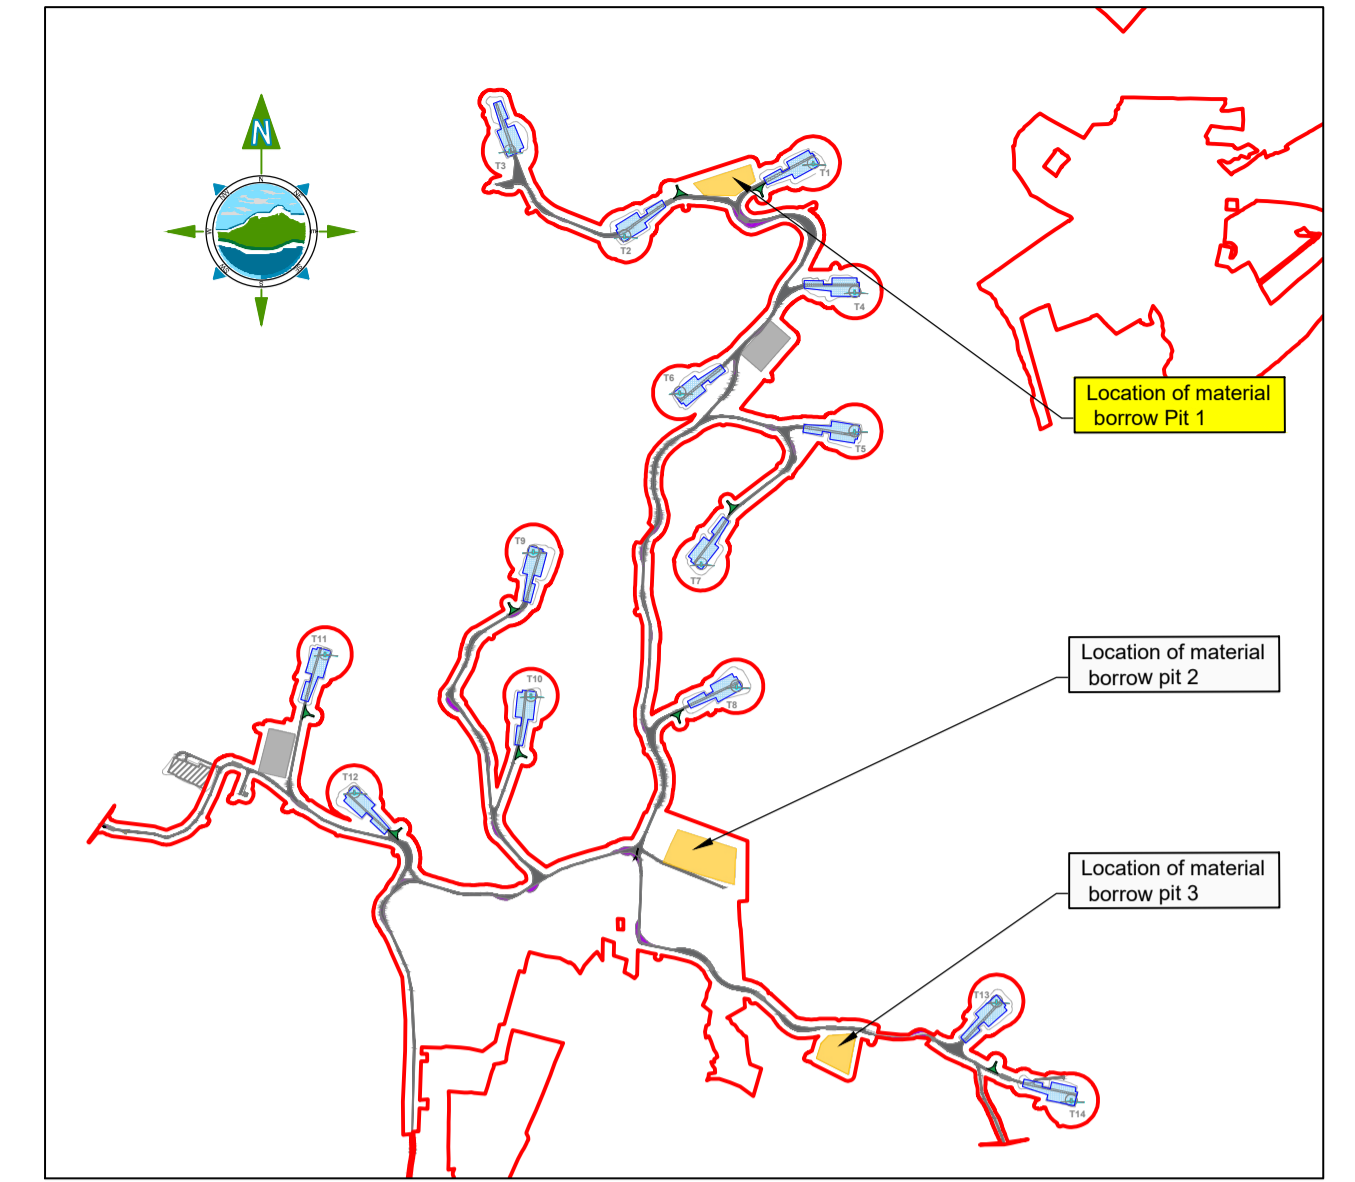 N
T3
T1
T2
T4
T6
Location of material
borrow Pit 1
T5
T9
T7
T11
Location of material
borrow pit 2
T10
T8
T12
Location of material
borrow pit 3
T13
T14